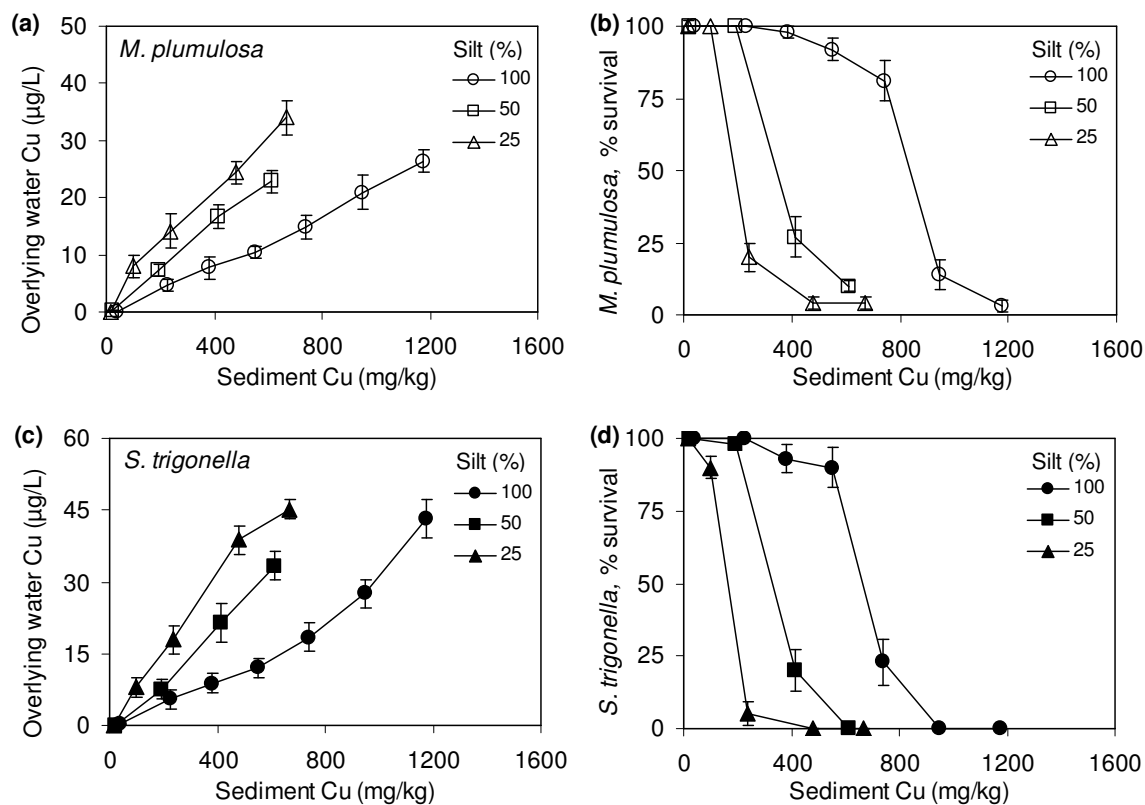 (a)
M. plumulosa
Silt (%)
100
50
25
Overlying water Cu (µg/L)
50
40
30
20
10
0
0 400 800 1200 1600
Sediment Cu (mg/kg)
(b)
Silt (%)
100
50
25
M. plumulosa, % survival
100
75
50
25
0
0 400 800 1200 1600
Sediment Cu (mg/kg)
(c)
S. trigonella
Silt (%)
100
50
25
Overlying water Cu (µg/L)
60
45
30
15
0
0 400 800 1200 1600
Sediment Cu (mg/kg)
(d)
Silt (%)
100
50
25
S. trigonella, % survival
100
75
50
25
0
0 400 800 1200 1600
Sediment Cu (mg/kg)